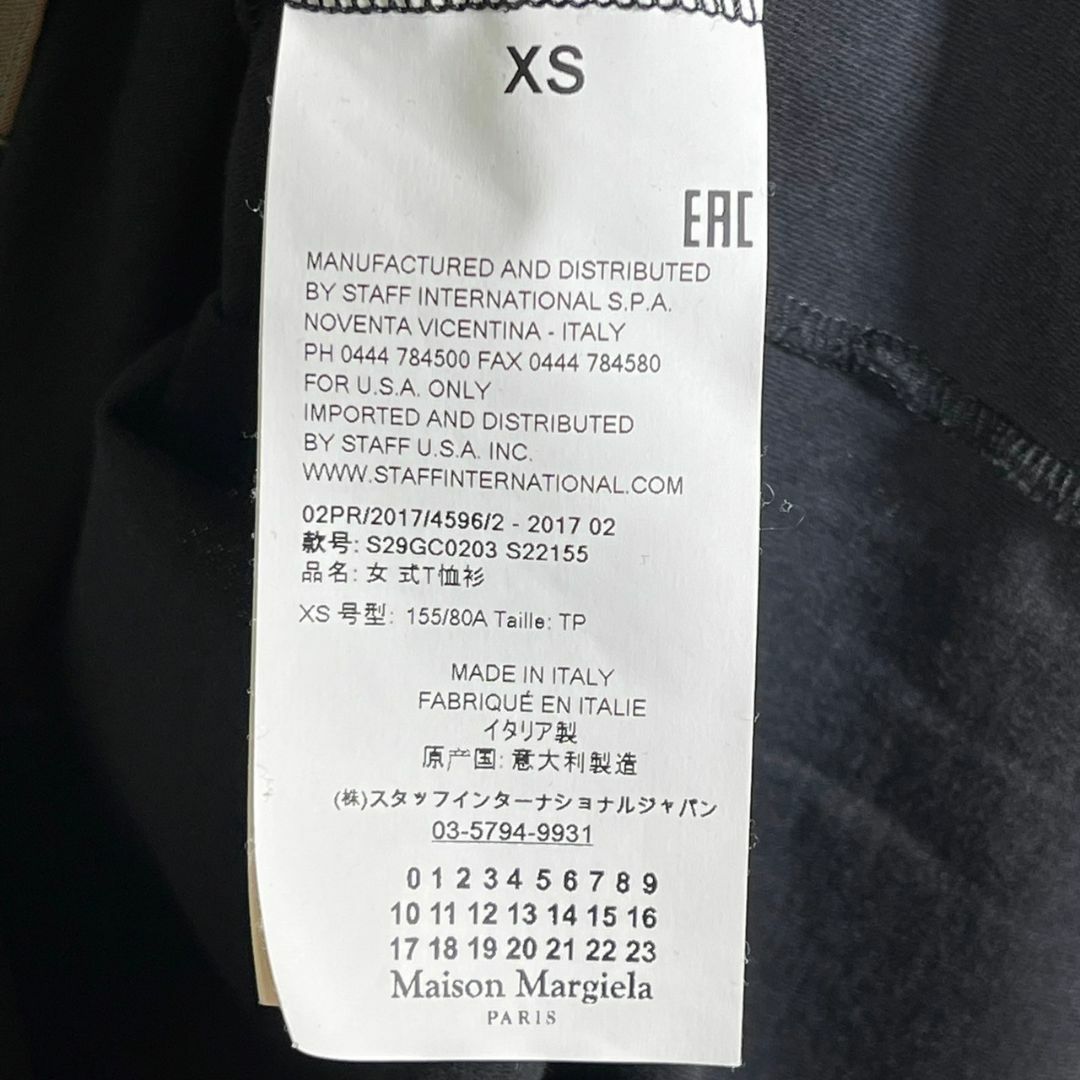 XS
EAC
MANUFACTURED AND DISTRIBUTED
BY STAFF INTERNATIONAL S.P.A.
NOVENTA VICENTINA - ITALY
PH 0444 784500 FAX 0444 784580
FOR U.S.A. ONLY
IMPORTED AND DISTRIBUTED
BY STAFF U.S.A. INC.
WWW.STAFFINTERNATIONAL.COM
02PR/2017/4596/2 - 2017 02
款号: S29GC0203 S22155
品名: 女 式T恤衫
XS 号型: 155/80A Taille: TP
MADE IN ITALY
FABRIQUÉ EN ITALIE
イタリア製
原产国: 意大利製造
(株)スタッフインターナショナルジャパン
03-5794-9931
0 1 2 3 4 5 6 7 8 9
10 11 12 13 14 15 16
17 18 19 20 21 22 23
Maison Margiela
PARIS